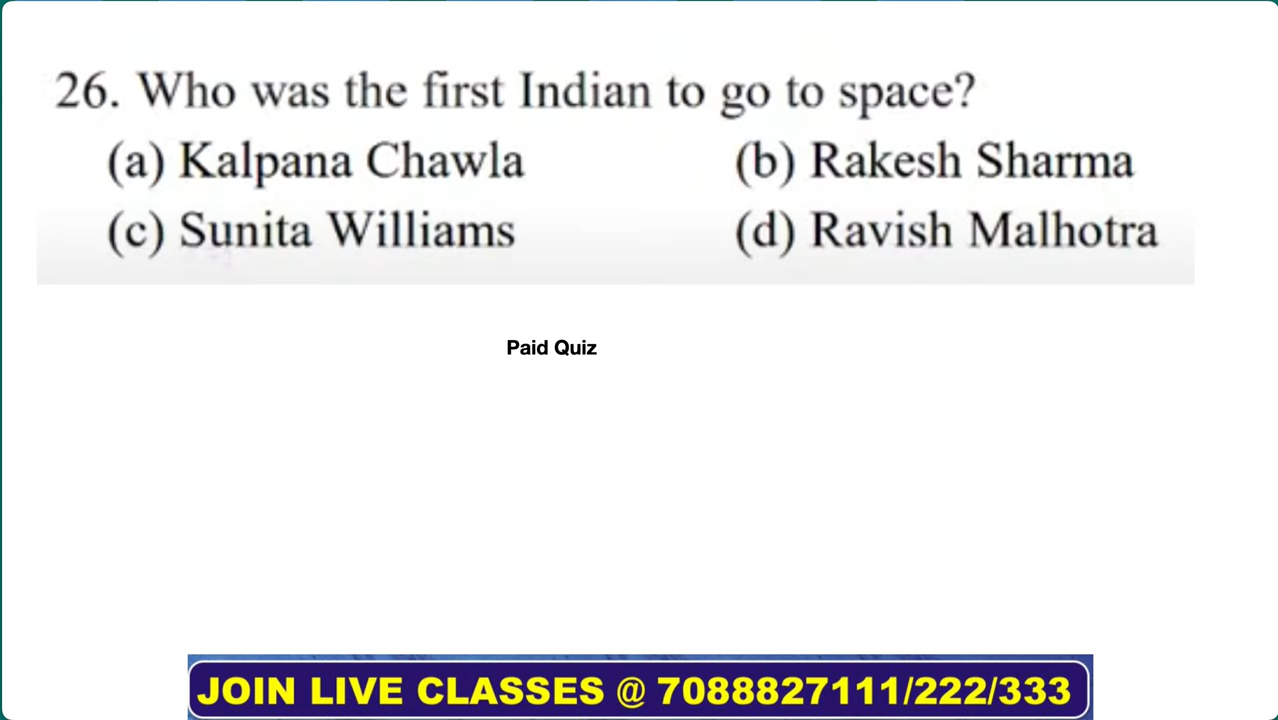 26. Who was the first Indian to go to space?
(a) Kalpana Chawla (b) Rakesh Sharma
(c) Sunita Williams (d) Ravish Malhotra
Paid Quiz
JOIN LIVE CLASSES @ 7088827111/222/333